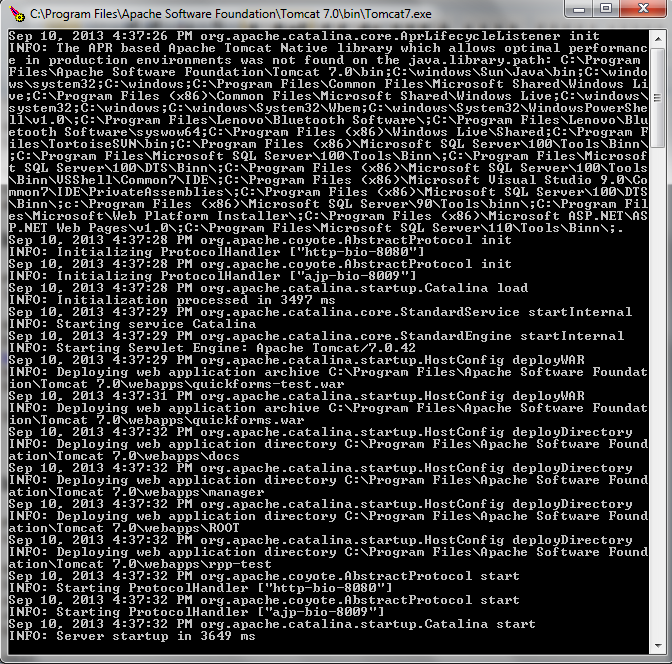 C:\Program Files\Apache Software Foundation\Tomcat 7.0\bin\Tomcat7.exe
Sep 10, 2013 4:37:26 PM org.apache.catalina.core.AprLifecycleListener init
INFO: The APR based Apache Tomcat Native library which allows optimal performanc
e in production environments was not found on the java.library.path: C:\Program
Files\Apache Software Foundation\Tomcat 7.0\bin;C:\windows\Sun\Java\bin;C:\windo
ws\system32;C:\windows;C:\Program Files\Common Files\Microsoft Shared\Windows Li
ve;C:\Program Files (x86)\Common Files\Microsoft Shared\Windows Live;C:\windows\
system32;C:\windows;C:\windows\System32\Wbem;C:\windows\System32\WindowsPowerShe
ll\v1.0\;C:\Program Files\Lenovo\Bluetooth Software\;C:\Program Files\Lenovo\Blu
etooth Software\syswow64;C:\Program Files (x86)\Windows Live\Shared;C:\Program F
iles\TortoiseSVN\bin;C:\Program Files (x86)\Microsoft SQL Server\100\Tools\Binn\
;C:\Program Files\Microsoft SQL Server\100\Tools\Binn\;C:\Program Files\Microsof
t SQL Server\100\DTS\Binn\;C:\Program Files (x86)\Microsoft SQL Server\100\Tools
\Binn\VSShell\Common7\IDE\;C:\Program Files (x86)\Microsoft Visual Studio 9.0\Co
mmon7\IDE\PrivateAssemblies\;C:\Program Files (x86)\Microsoft SQL Server\100\DTS
\Binn\;c:\Program Files (x86)\Microsoft SQL Server\90\Tools\binn\;C:\Program Fil
es\Microsoft\Web Platform Installer\;C:\Program Files (x86)\Microsoft ASP.NET\AS
P.NET Web Pages\v1.0\;C:\Program Files\Microsoft SQL Server\110\Tools\Binn\;.
Sep 10, 2013 4:37:28 PM org.apache.coyote.AbstractProtocol init
INFO: Initializing ProtocolHandler ["http-bio-8080"]
Sep 10, 2013 4:37:28 PM org.apache.coyote.AbstractProtocol init
INFO: Initializing ProtocolHandler ["ajp-bio-8009"]
Sep 10, 2013 4:37:28 PM org.apache.catalina.startup.Catalina load
INFO: Initialization processed in 3497 ms
Sep 10, 2013 4:37:29 PM org.apache.catalina.core.StandardService startInternal
INFO: Starting service Catalina
Sep 10, 2013 4:37:29 PM org.apache.catalina.core.StandardEngine startInternal
INFO: Starting Servlet Engine: Apache Tomcat/7.0.42
Sep 10, 2013 4:37:29 PM org.apache.catalina.startup.HostConfig deployWAR
INFO: Deploying web application archive C:\Program Files\Apache Software Foundat
ion\Tomcat 7.0\webapps\quickforms-test.war
Sep 10, 2013 4:37:31 PM org.apache.catalina.startup.HostConfig deployWAR
INFO: Deploying web application archive C:\Program Files\Apache Software Foundat
ion\Tomcat 7.0\webapps\quickforms.war
Sep 10, 2013 4:37:32 PM org.apache.catalina.startup.HostConfig deployDirectory
INFO: Deploying web application directory C:\Program Files\Apache Software Found
ation\Tomcat 7.0\webapps\docs
Sep 10, 2013 4:37:32 PM org.apache.catalina.startup.HostConfig deployDirectory
INFO: Deploying web application directory C:\Program Files\Apache Software Found
ation\Tomcat 7.0\webapps\manager
Sep 10, 2013 4:37:32 PM org.apache.catalina.startup.HostConfig deployDirectory
INFO: Deploying web application directory C:\Program Files\Apache Software Found
ation\Tomcat 7.0\webapps\ROOT
Sep 10, 2013 4:37:32 PM org.apache.catalina.startup.HostConfig deployDirectory
INFO: Deploying web application directory C:\Program Files\Apache Software Found
ation\Tomcat 7.0\webapps\rpp-test
Sep 10, 2013 4:37:32 PM org.apache.coyote.AbstractProtocol start
INFO: Starting ProtocolHandler ["http-bio-8080"]
Sep 10, 2013 4:37:32 PM org.apache.coyote.AbstractProtocol start
INFO: Starting ProtocolHandler ["ajp-bio-8009"]
Sep 10, 2013 4:37:32 PM org.apache.catalina.startup.Catalina start
INFO: Server startup in 3649 ms